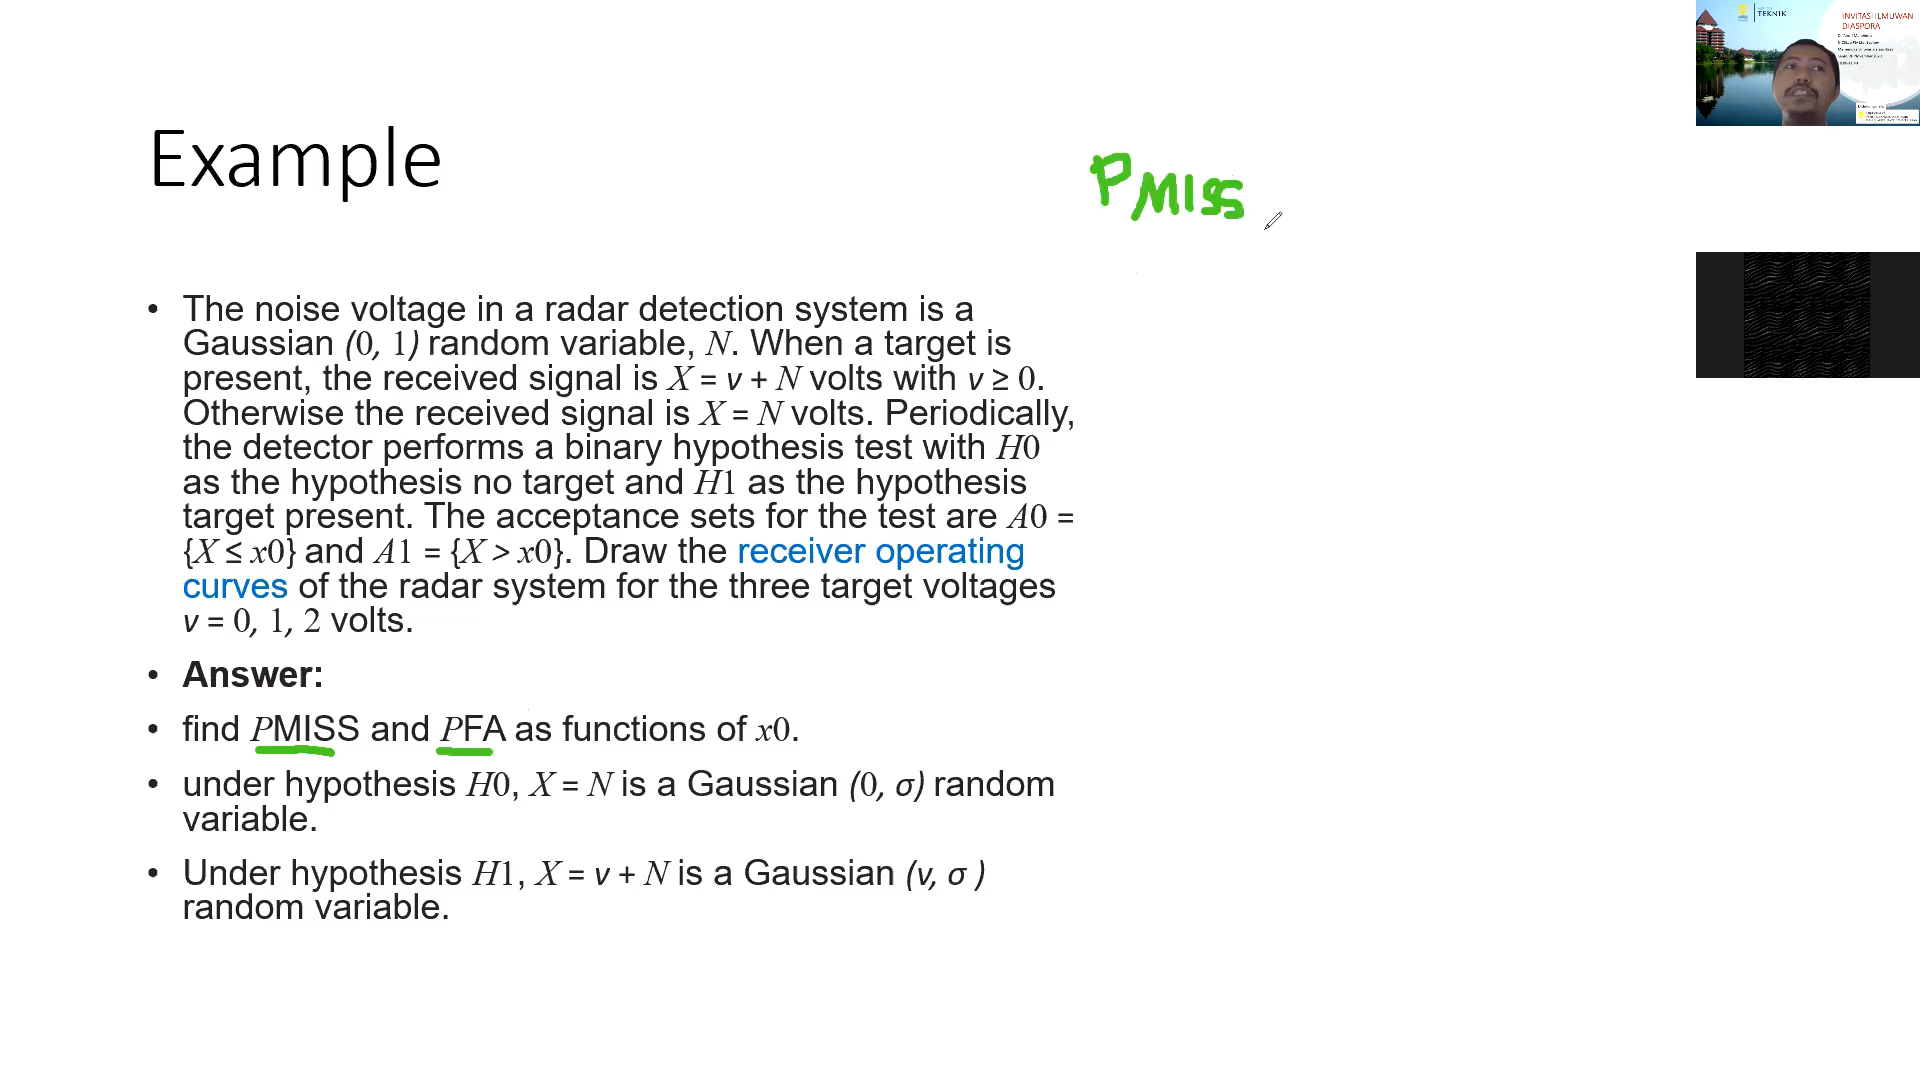 TEKNIK
INVITASI ILMUWAN
DIASPORA
Example
PMISS
• The noise voltage in a radar detection system is a
Gaussian (0, 1) random variable, N. When a target is
present, the received signal is X = v + N volts with v ≥ 0.
Otherwise the received signal is X = N volts. Periodically,
the detector performs a binary hypothesis test with H0
as the hypothesis no target and H1 as the hypothesis
target present. The acceptance sets for the test are A0 =
{X ≤ x0} and A1 = {X > x0}. Draw the receiver operating
curves of the radar system for the three target voltages
v = 0, 1, 2 volts.
• Answer:
• find PMISS and PFA as functions of x0.
• under hypothesis H0, X = N is a Gaussian (0, σ) random
variable.
• Under hypothesis H1, X = v + N is a Gaussian (v, σ )
random variable.